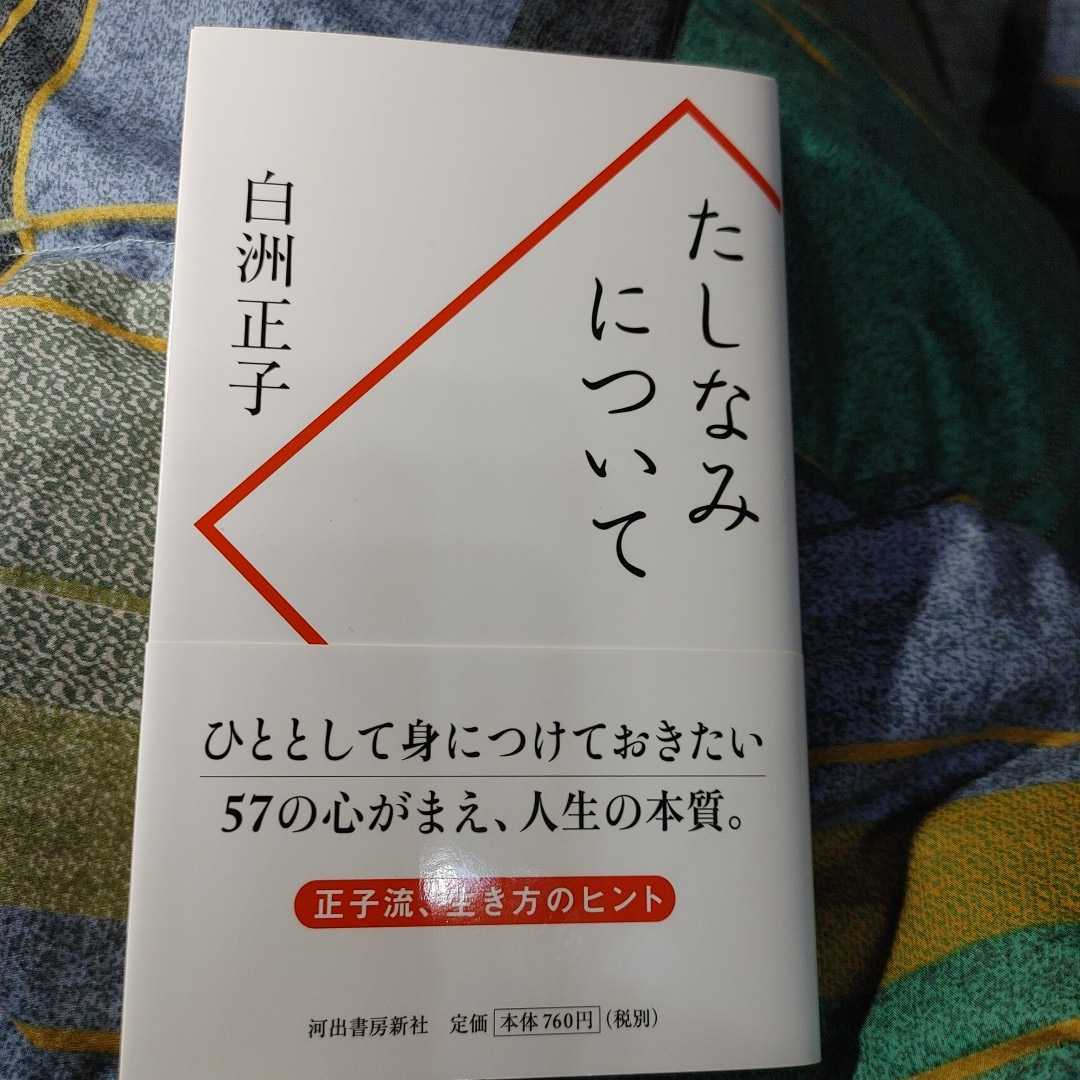 たしなみ
について
白洲正子
ひととして身につけておきたい
57の心がまえ、人生の本質。
正子流、生き方のヒント
河出書房新社 定価 本体760円 (税別)